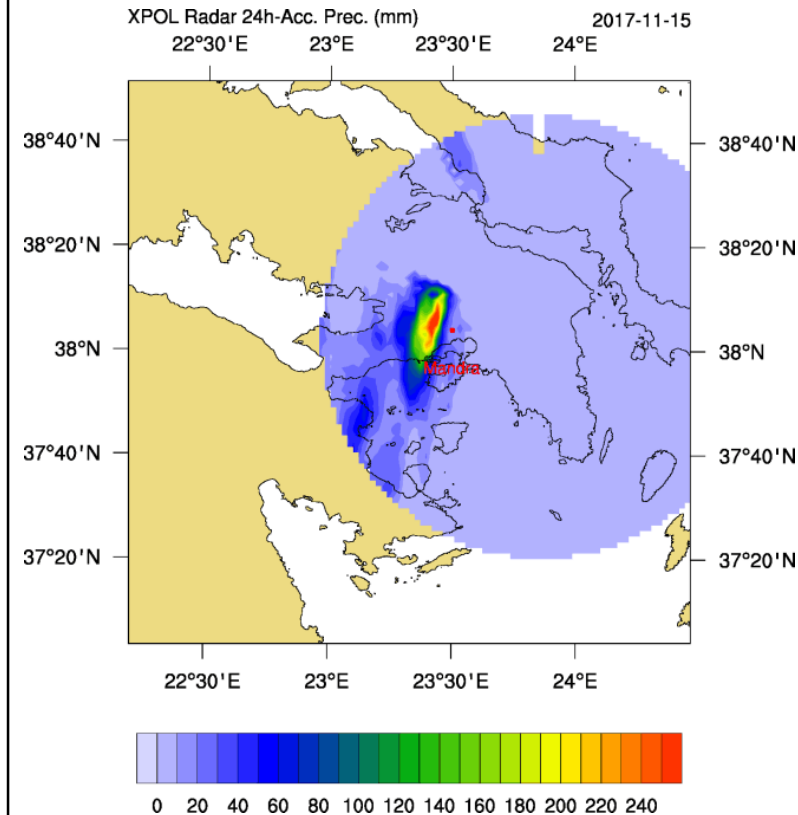 XPOL Radar 24h-Acc. Prec. (mm) 2017-11-15
22°30'E 23°E 23°30'E 24°E
38°40'N 38°40'N
38°20'N 38°20'N
38°N 38°N
Mandra
37°40'N 37°40'N
37°20'N 37°20'N
22°30'E 23°E 23°30'E 24°E
0 20 40 60 80 100 120 140 160 180 200 220 240